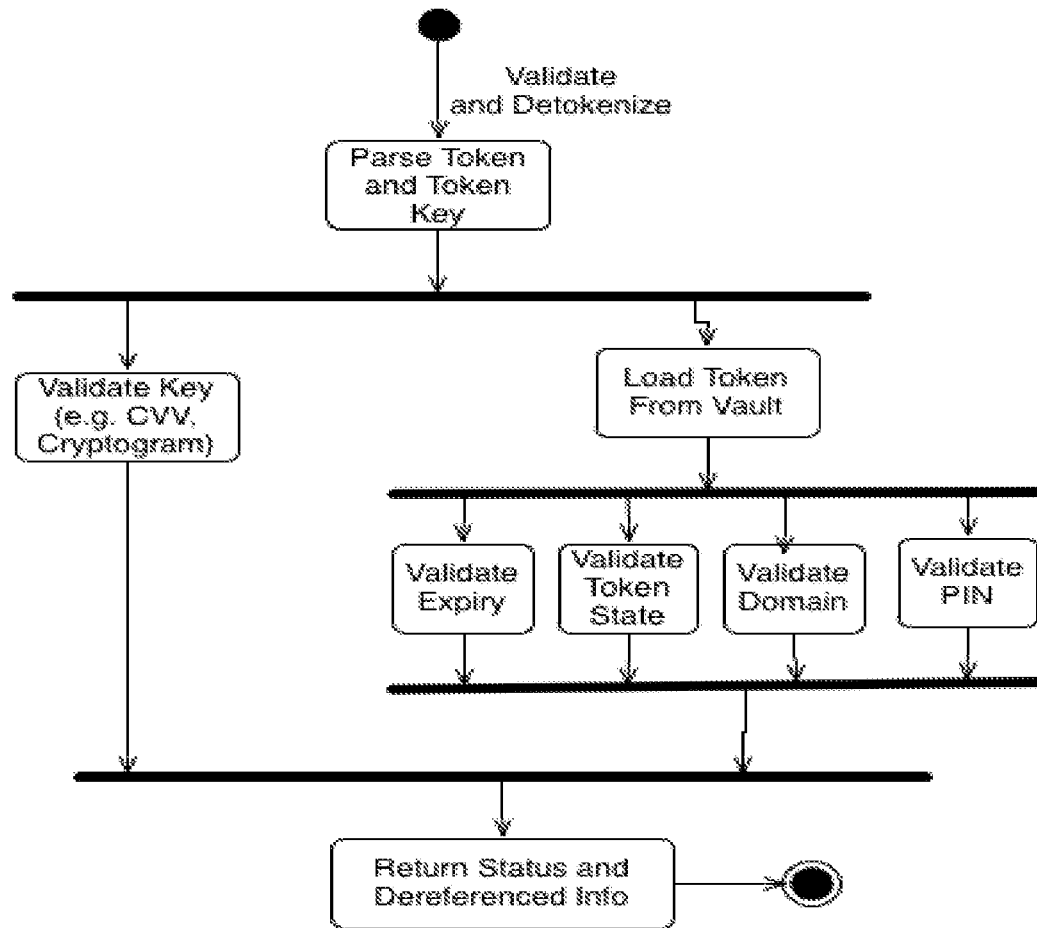 Validate
and Detokenize
Parse Token
and Token
Key
Validate Key
(e.g. CVV,
Cryptogram)
Load Token
From Vault
Validate
Expiry
Validate
Token
State
Validate
Domain
Validate
PIN
Return Status and
Dereferenced Info